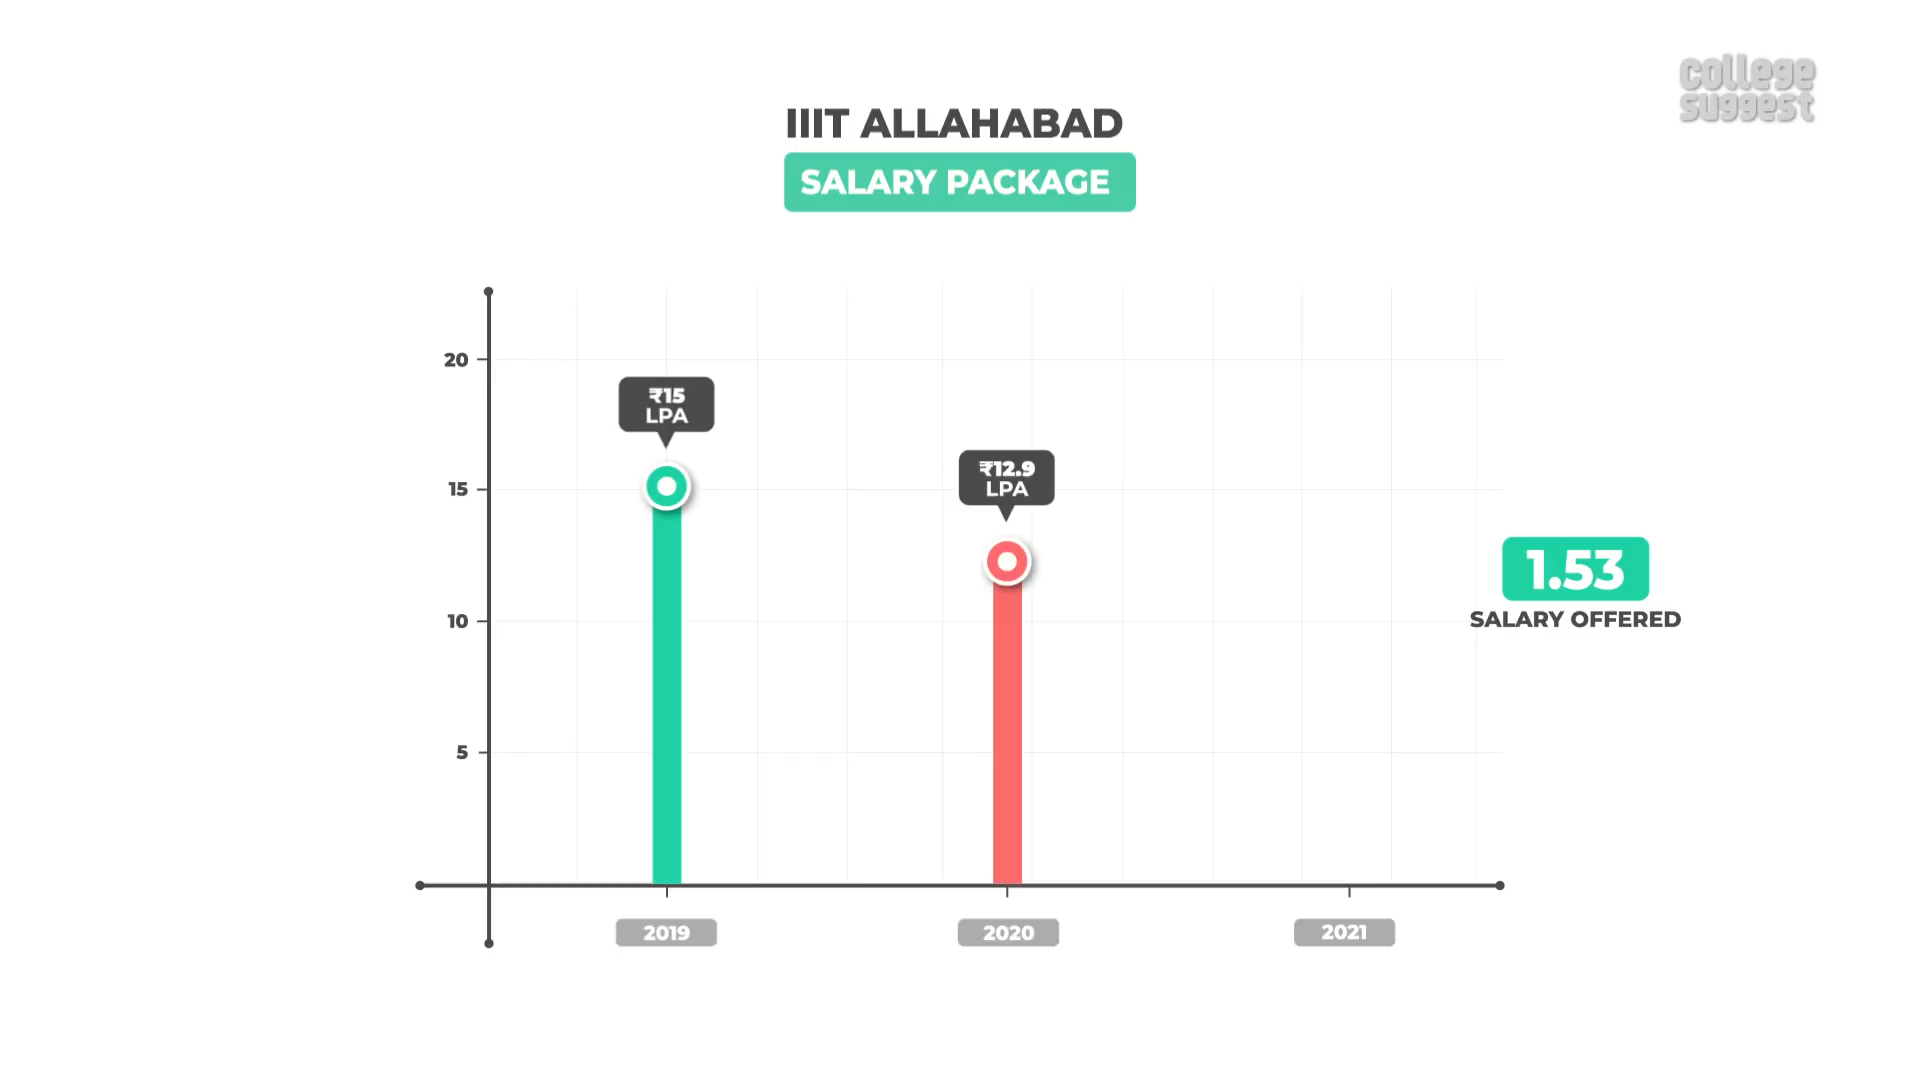 college
suggest
IIIT ALLAHABAD
SALARY PACKAGE
20
15
10
5
₹15
LPA
₹12.9
LPA
1.53
SALARY OFFERED
2019
2020
2021